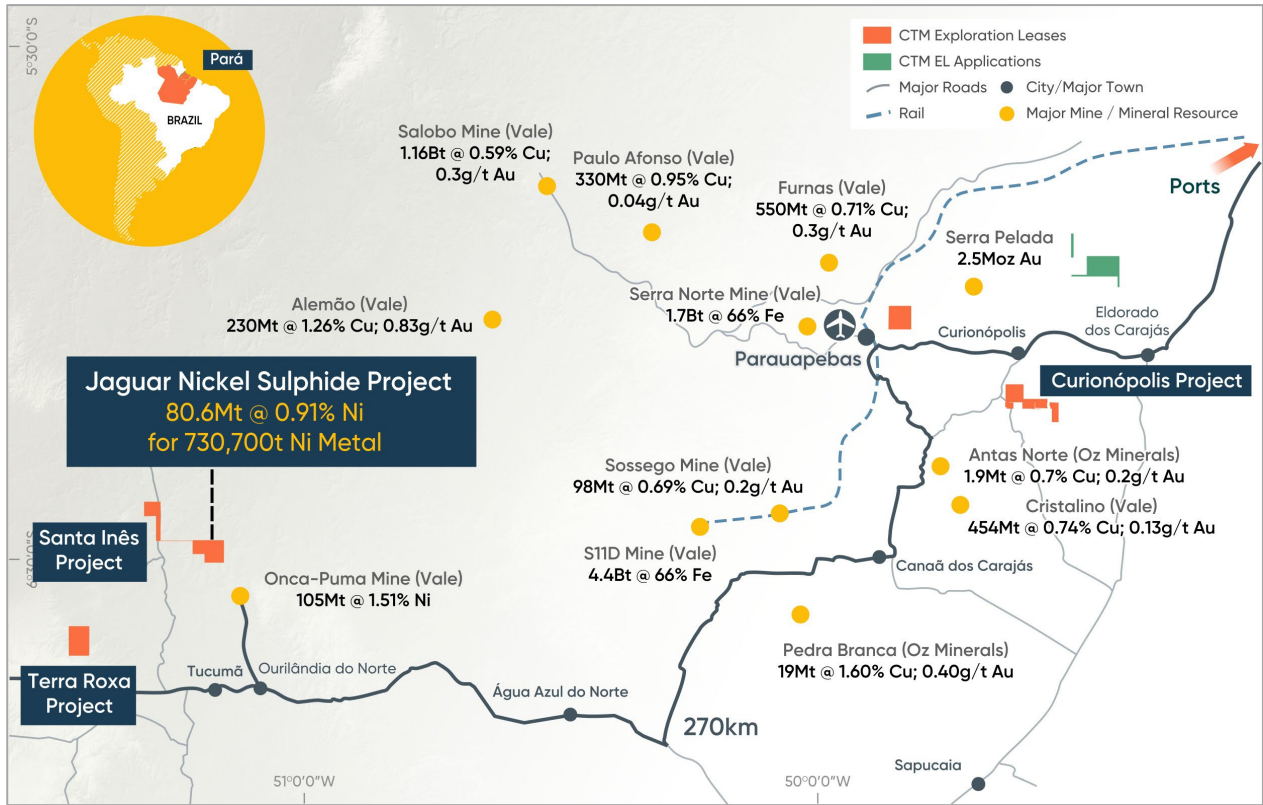 5°30'0"S
Pará
BRAZIL
CTM Exploration Leases
CTM EL Applications
Major Roads
City/Major Town
Rail
Major Mine / Mineral Resource
Salobo Mine (Vale)
1.16Bt @ 0.59% Cu;
0.3g/t Au
Paulo Afonso (Vale)
330Mt @ 0.95% Cu;
0.04g/t Au
Furnas (Vale)
550Mt @ 0.71% Cu;
0.3g/t Au
Ports
Serra Pelada
2.5Moz Au
Alemão (Vale)
230Mt @ 1.26% Cu; 0.83g/t Au
Serra Norte Mine (Vale)
1.7Bt @ 66% Fe
Parauapebas
Curionópolis
Eldorado
dos Carajás
Curionópolis Project
Jaguar Nickel Sulphide Project
80.6Mt @ 0.91% Ni
for 730,700t Ni Metal
Sossego Mine (Vale)
98Mt @ 0.69% Cu; 0.2g/t Au
Antas Norte (Oz Minerals)
1.9Mt @ 0.7% Cu; 0.2g/t Au
Cristalino (Vale)
454Mt @ 0.74% Cu; 0.13g/t Au
Santa Inês
Project
6°30'0"S
S11D Mine (Vale)
4.4Bt @ 66% Fe
Canaã dos Carajás
Onca-Puma Mine (Vale)
105Mt @ 1.51% Ni
Pedra Branca (Oz Minerals)
19Mt @ 1.60% Cu; 0.40g/t Au
Terra Roxa
Project
Tucumã
Ourilândia do Norte
Água Azul do Norte
270km
Sapucaia
51°0'0"W
50°0'0"W